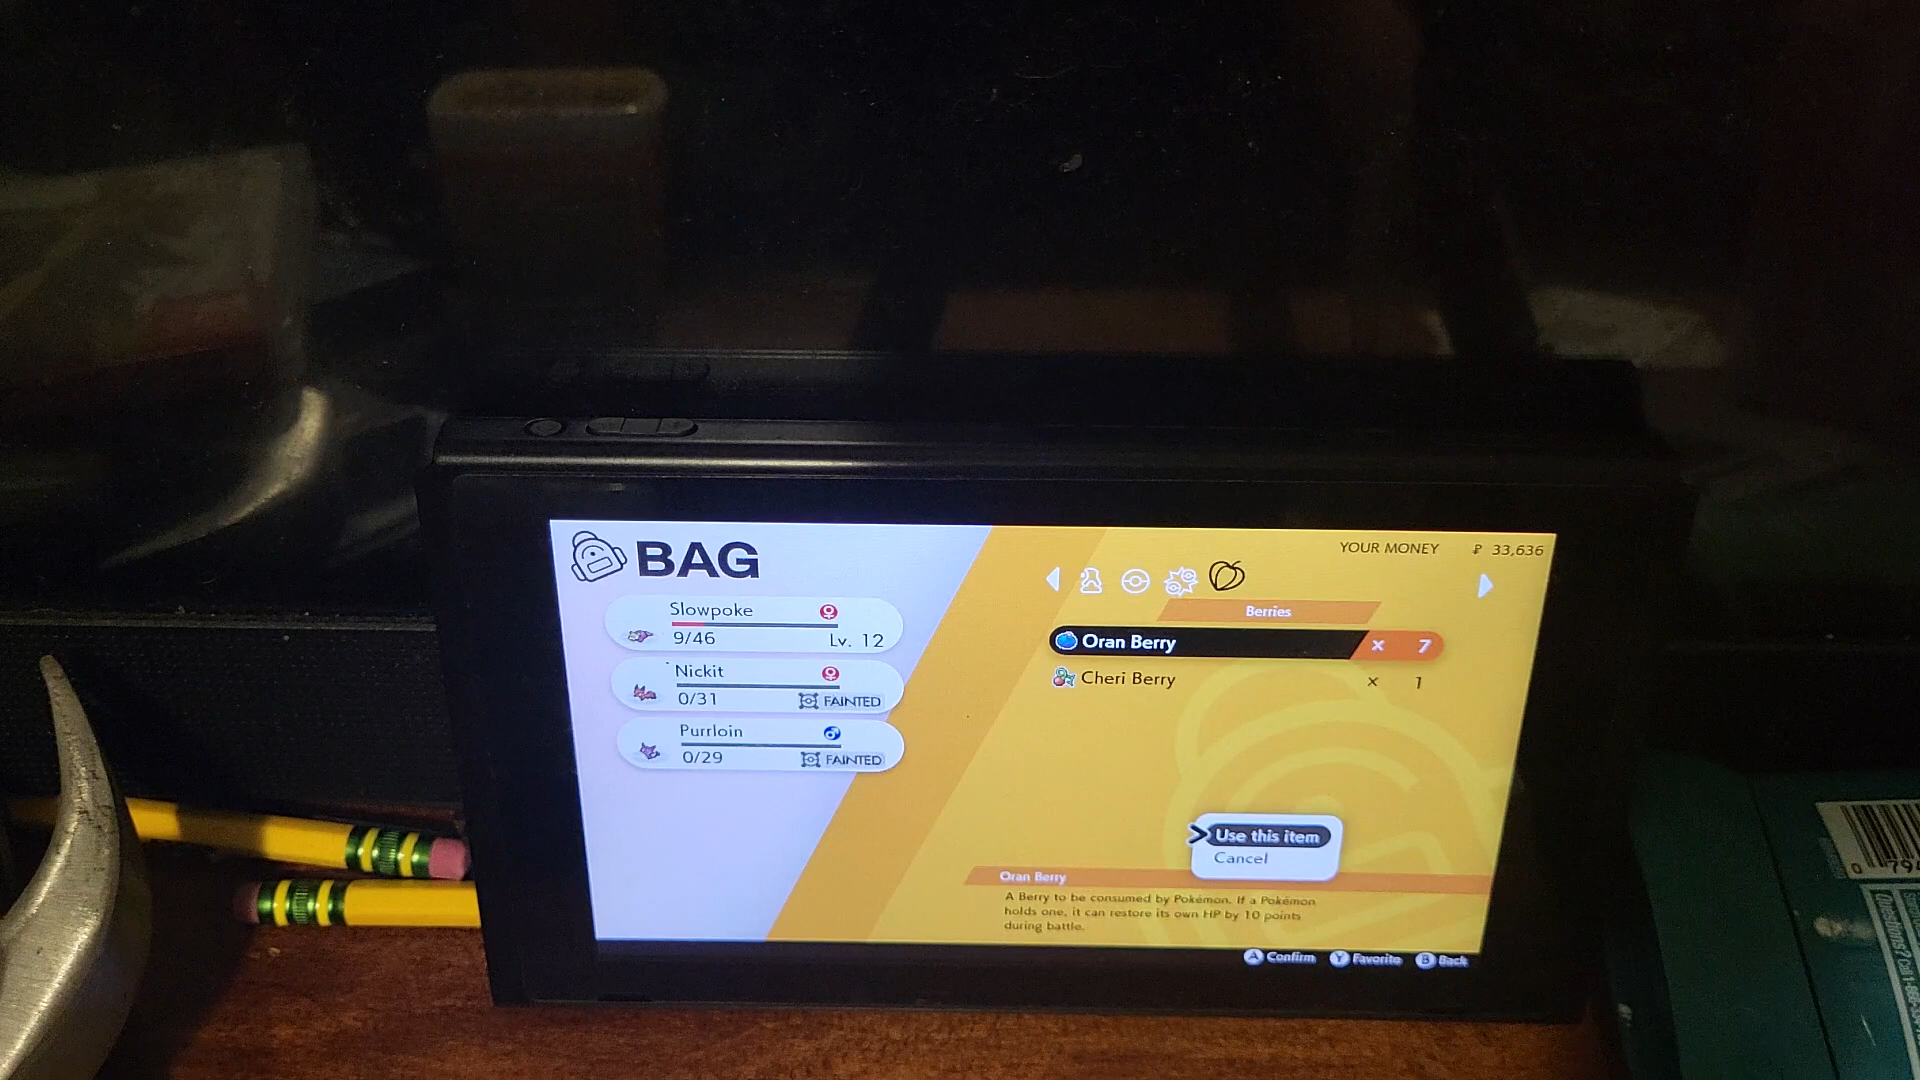 BAG
YOUR MONEY ₽ 33,636
Slowpoke
9/46 Lv. 12
Nickit
0/31 FAINTED
Purrloin
0/29 FAINTED
Berries
Oran Berry × 7
Cheri Berry × 1
Use this item
Cancel
Oran Berry
A Berry to be consumed by Pokémon. If a Pokémon
holds one, it can restore its own HP by 10 points
during battle.
A Confirm Y Favorite B Back
Questions?